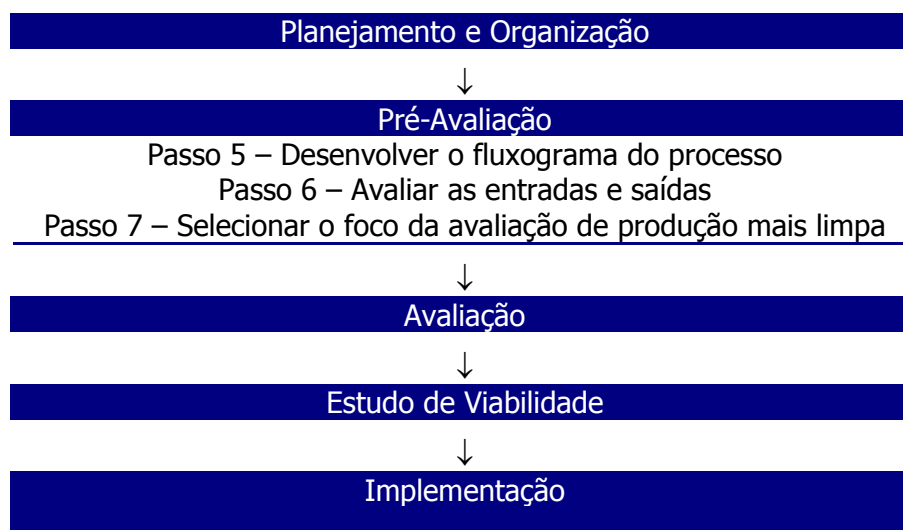 Planejamento e Organização
↓
Pré-Avaliação
Passo 5 – Desenvolver o fluxograma do processo
Passo 6 – Avaliar as entradas e saídas
Passo 7 – Selecionar o foco da avaliação de produção mais limpa
↓
Avaliação
↓
Estudo de Viabilidade
↓
Implementação